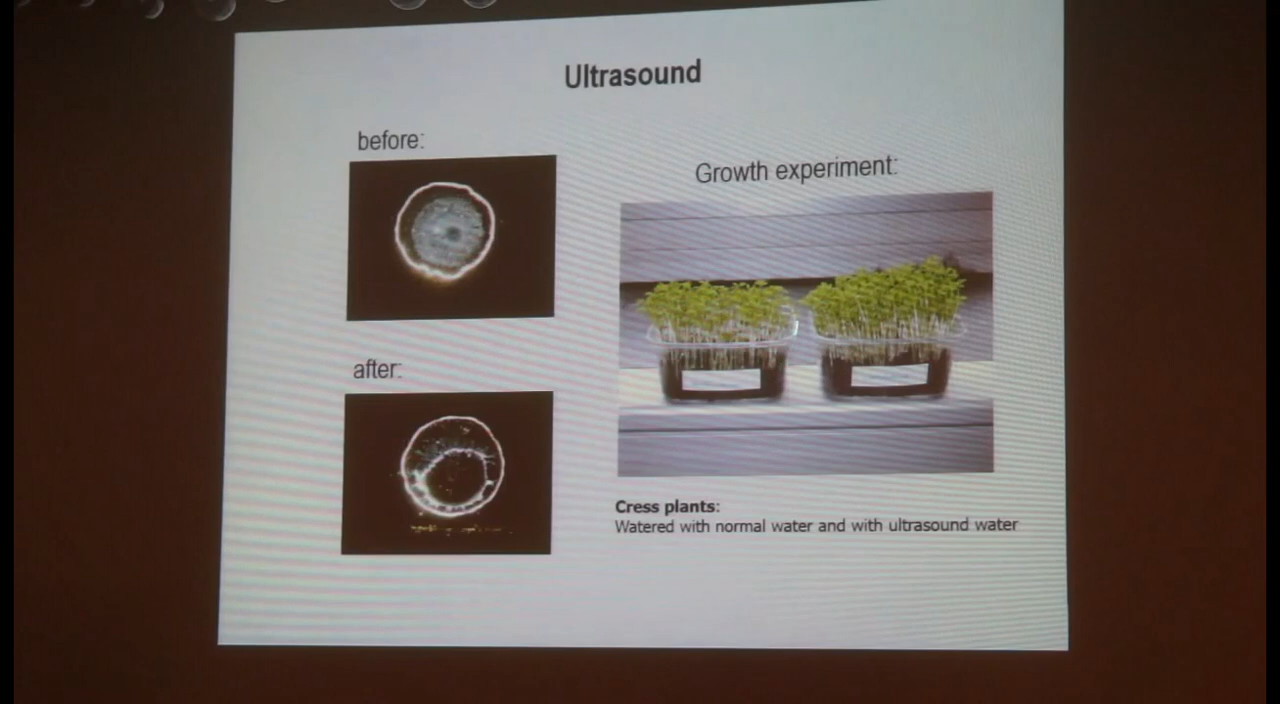 Ultrasound
before:
Growth experiment:
after:
Cress plants:
Watered with normal water and with ultrasound water